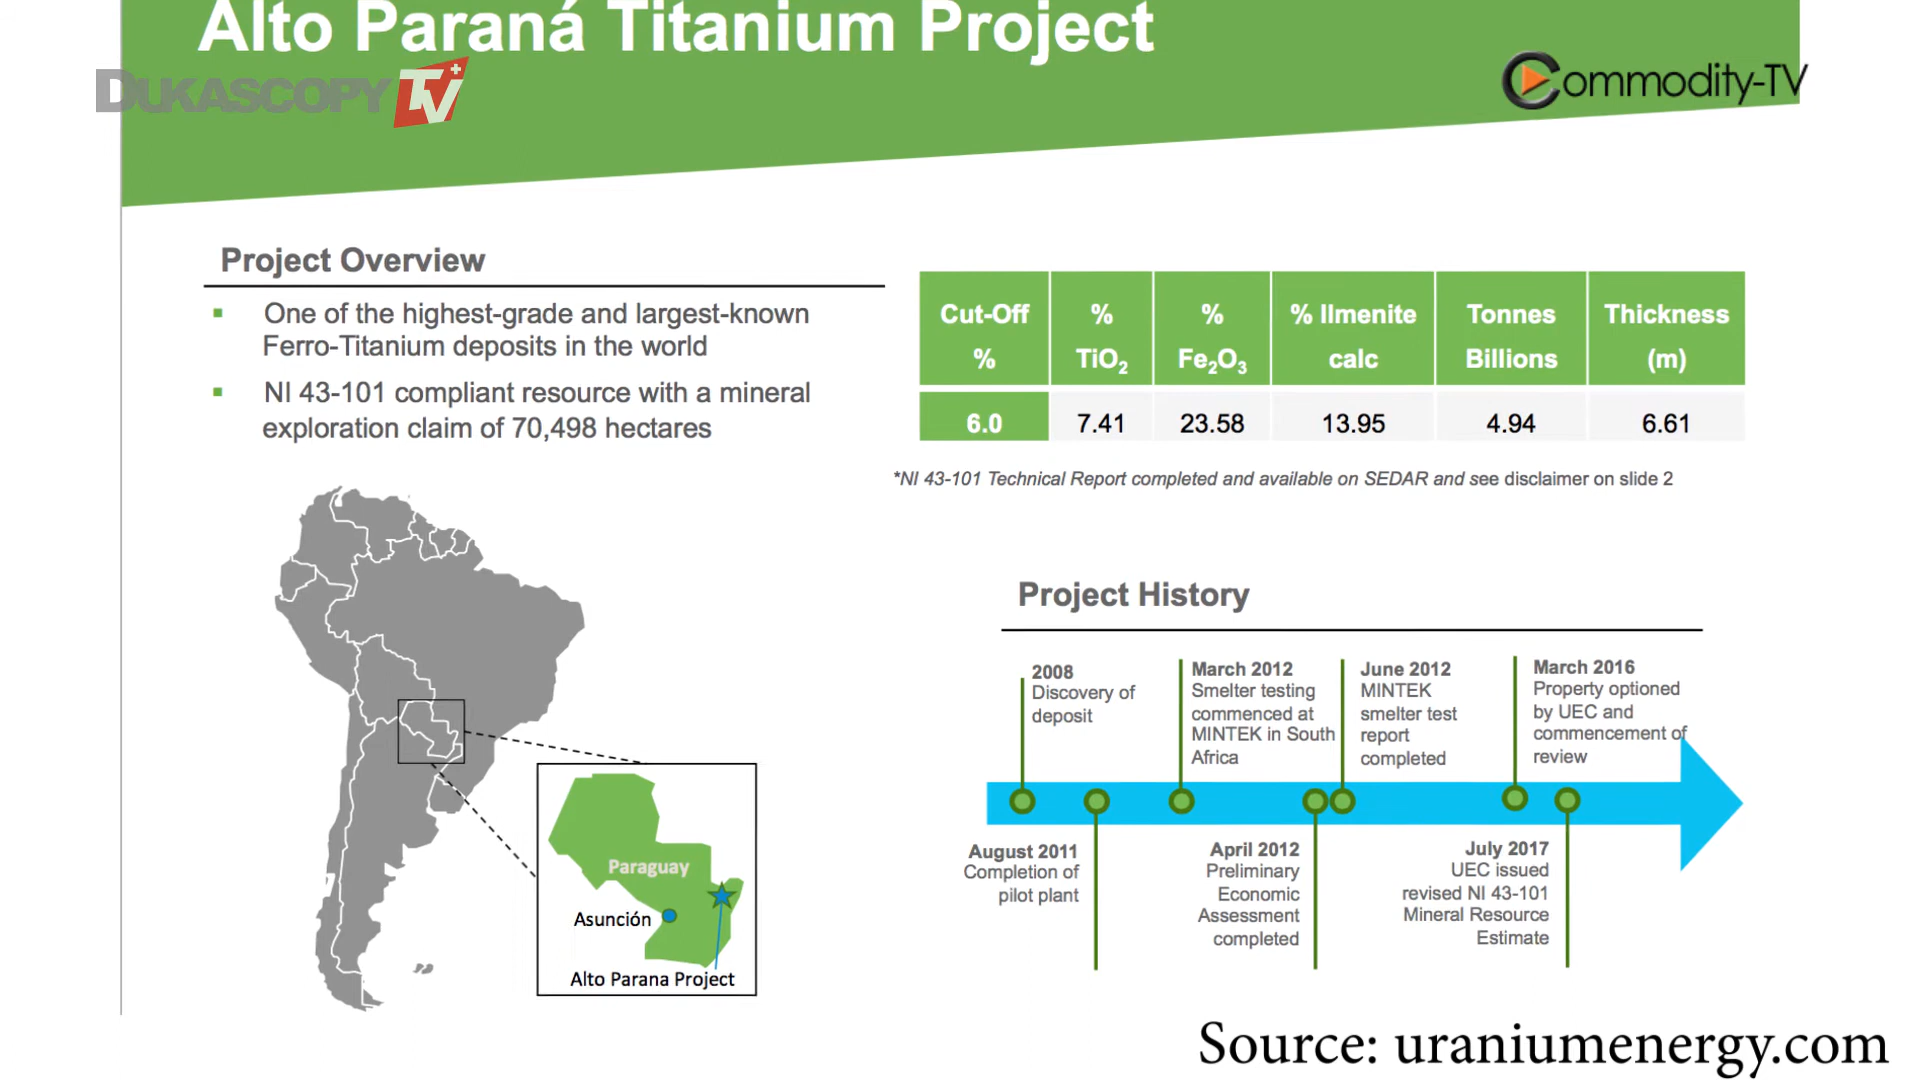 Alto Paraná Titanium Project
DUKASCOPY TV+
Commodity-TV
Project Overview
▪ One of the highest-grade and largest-known
Ferro-Titanium deposits in the world
▪ NI 43-101 compliant resource with a mineral
exploration claim of 70,498 hectares
Cut-Off % | % TiO₂ | % Fe₂O₃ | % Ilmenite calc | Tonnes Billions | Thickness (m)
6.0 | 7.41 | 23.58 | 13.95 | 4.94 | 6.61
*NI 43-101 Technical Report completed and available on SEDAR and see disclaimer on slide 2
Paraguay
Asunción
Alto Parana Project
Project History
2008
Discovery of
deposit
August 2011
Completion of
pilot plant
March 2012
Smelter testing
commenced at
MINTEK in South
Africa
April 2012
Preliminary
Economic
Assessment
completed
June 2012
MINTEK
smelter test
report
completed
March 2016
Property optioned
by UEC and
commencement of
review
July 2017
UEC issued
revised NI 43-101
Mineral Resource
Estimate
Source: uraniumenergy.com